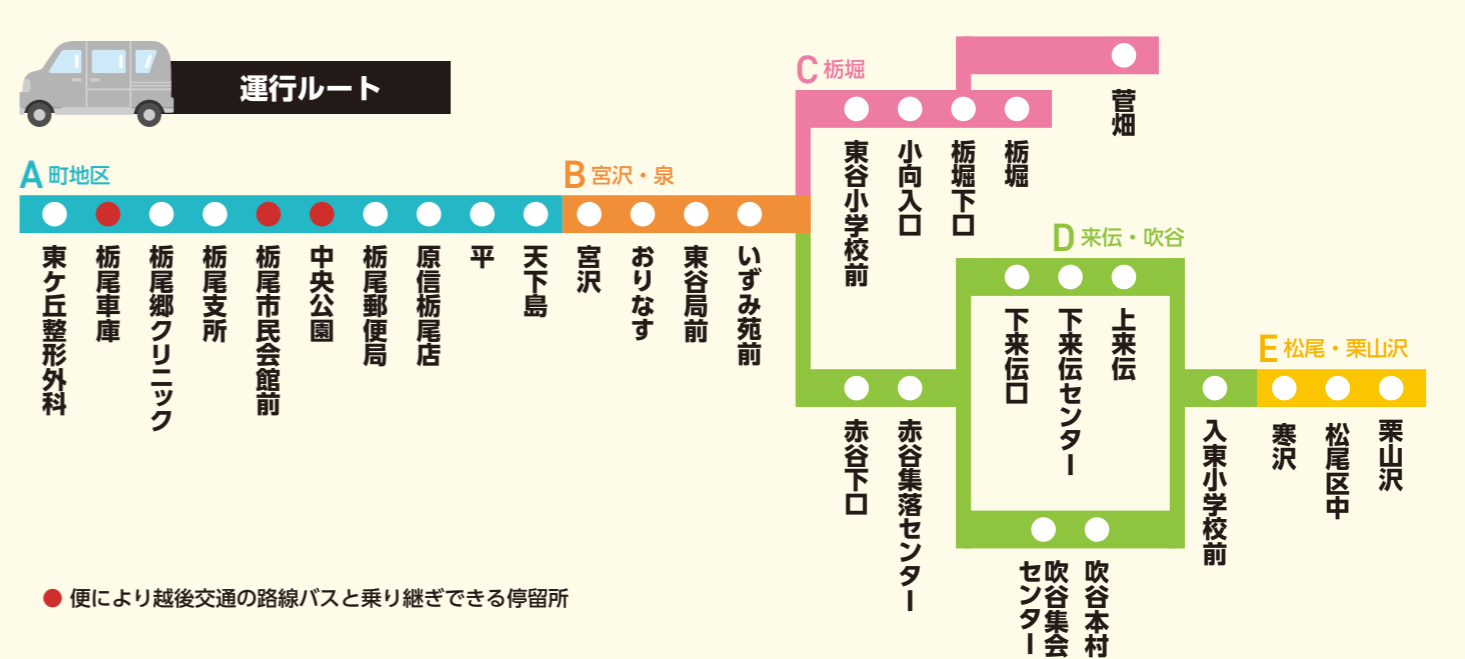 運行ルート
A 町地区
東ケ丘整形外科
栃尾車庫
栃尾郷クリニック
栃尾支所
栃尾市民会館前
中央公園
栃尾郵便局
原信栃尾店
平
天下島
B 宮沢・泉
宮沢
おりなす
東谷局前
いずみ苑前
C 栃堀
東谷小学校前
小向入口
栃堀下口
栃堀
菅畑
D 来伝・吹谷
赤谷下口
赤谷集落センター
下来伝口
下来伝センター
上来伝
吹谷集会
センター
吹谷本村
入東小学校前
E 松尾・栗山沢
寒沢
松尾区中
栗山沢
便により越後交通の路線バスと乗り継ぎできる停留所